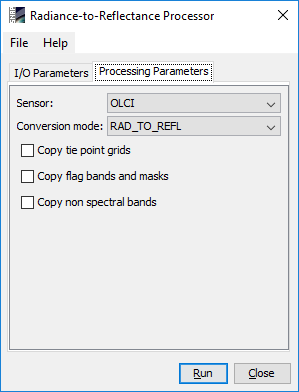 Radiance-to-Reflectance Processor
File Help
I/O Parameters Processing Parameters
Sensor: OLCI
Conversion mode: RAD_TO_REFL
Copy tie point grids
Copy flag bands and masks
Copy non spectral bands
Run Close